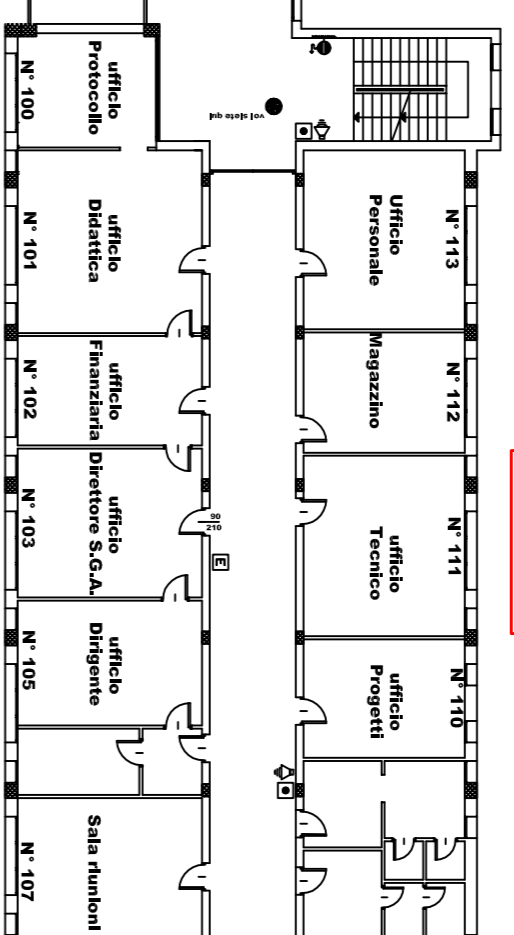 ufficio
Protocollo
N° 100
voi siete qui
ufficio
Didattica
N° 101
Ufficio
Personale
N° 113
ufficio
Finanziaria
N° 102
Magazzino
N° 112
ufficio
Direttore S.G.A.
N° 103
90
210
E
ufficio
Tecnico
N° 111
ufficio
Dirigente
N° 105
ufficio
Progetti
N° 110
Sala riunioni
N° 107